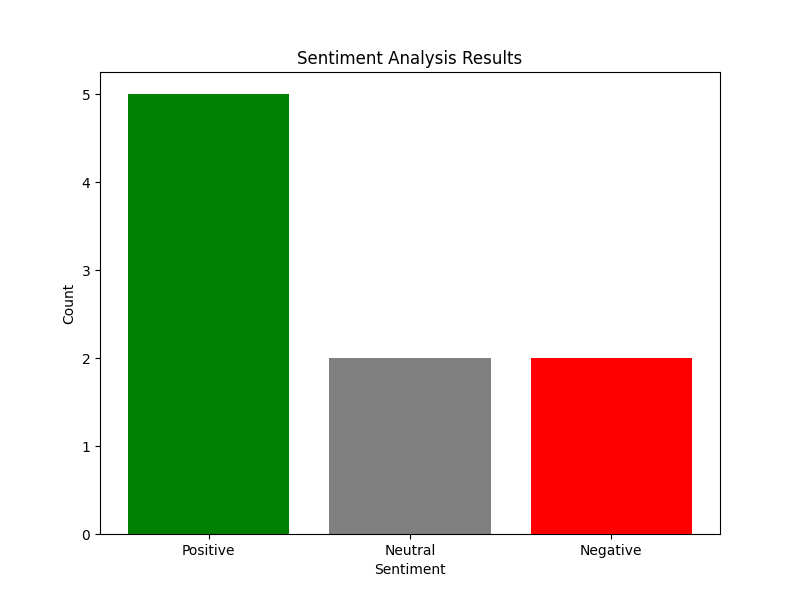 Sentiment Analysis Results
5
4
3
2
1
0
Count
Positive Neutral Negative
Sentiment